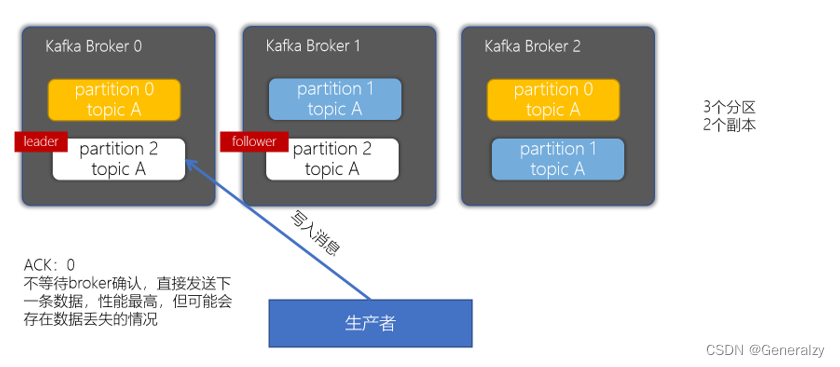 Kafka Broker 0
partition 0
topic A
leader
partition 2
topic A
Kafka Broker 1
partition 1
topic A
follower
partition 2
topic A
Kafka Broker 2
partition 0
topic A
partition 1
topic A
3个分区
2个副本
写入消息
ACK：0
不等待broker确认，直接发送下
一条数据，性能最高，但可能会
存在数据丢失的情况
生产者
CSDN @Generalzy